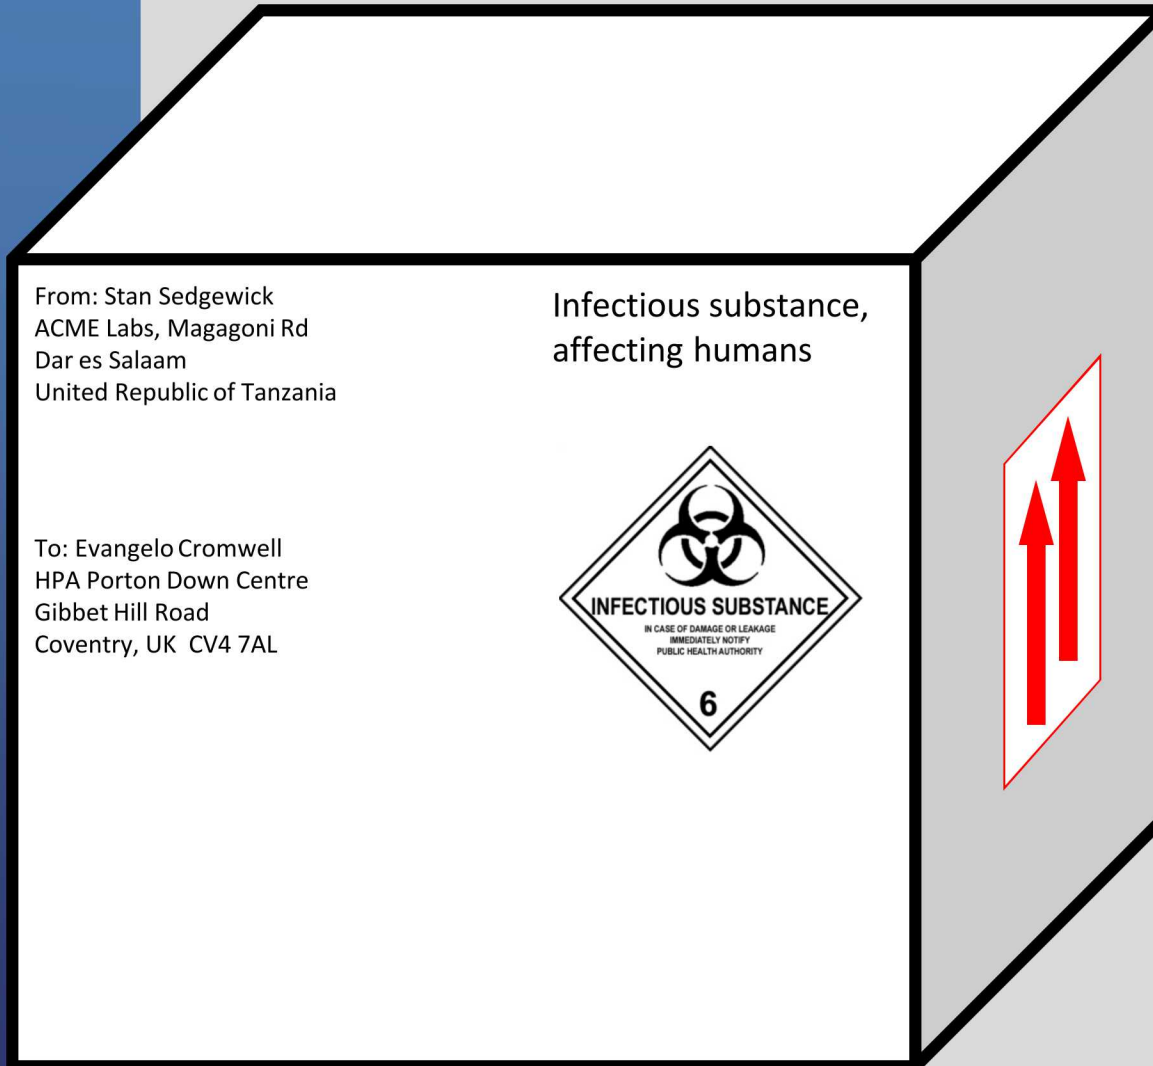 From: Stan Sedgewick
ACME Labs, Magagoni Rd
Dar es Salaam
United Republic of Tanzania
To: Evangelo Cromwell
HPA Porton Down Centre
Gibbet Hill Road
Coventry, UK  CV4 7AL
Infectious substance,
affecting humans
INFECTIOUS SUBSTANCE
IN CASE OF DAMAGE OR LEAKAGE
IMMEDIATELY NOTIFY
PUBLIC HEALTH AUTHORITY
6